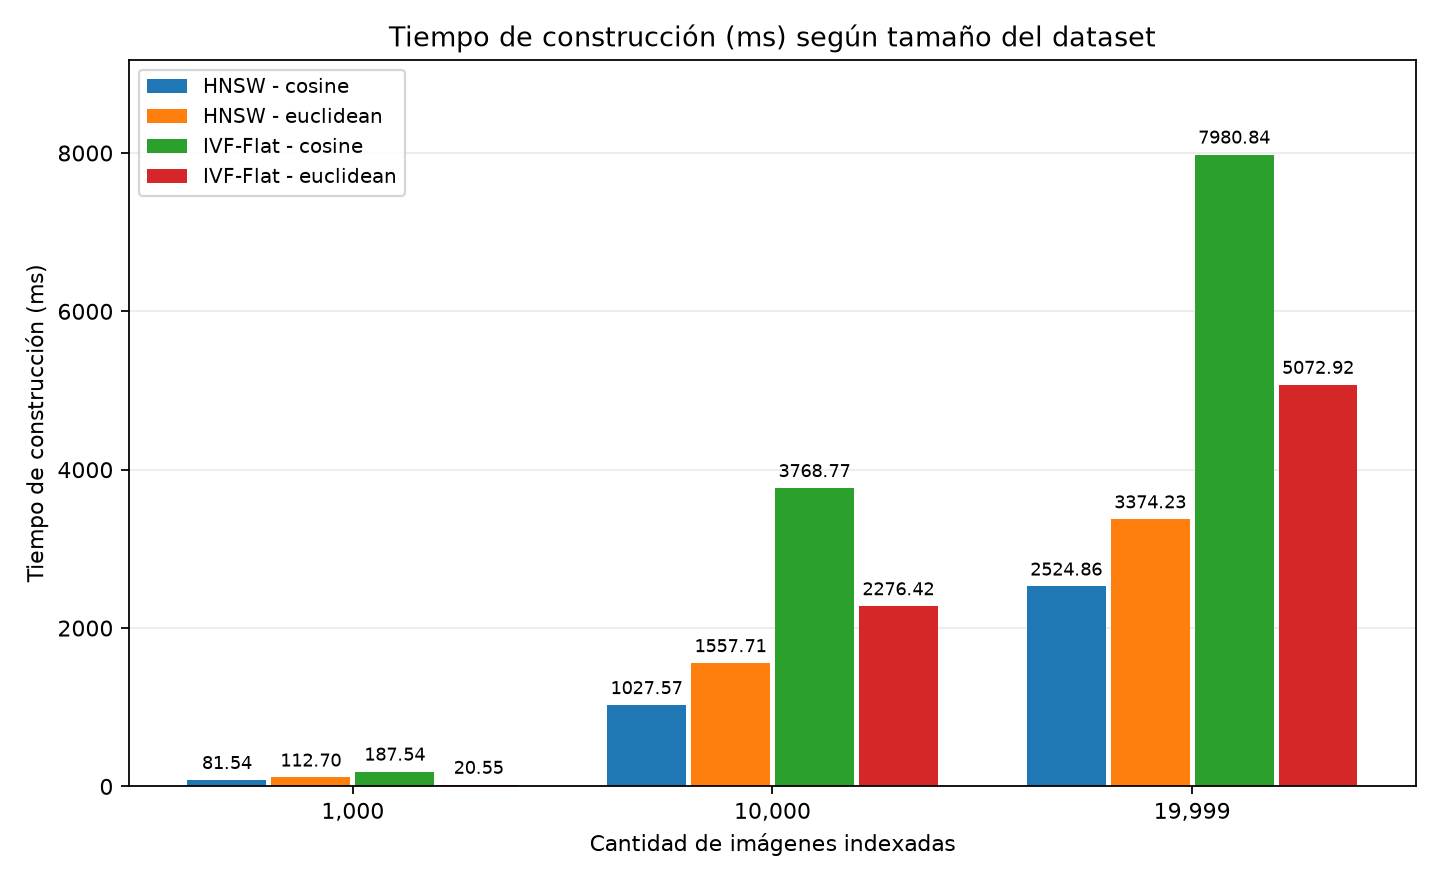 Tiempo de construcción (ms) según tamaño del dataset
HNSW - cosine
HNSW - euclidean
IVF-Flat - cosine
IVF-Flat - euclidean
Tiempo de construcción (ms)
8000
6000
4000
2000
0
81.54
112.70
187.54
20.55
1027.57
1557.71
3768.77
2276.42
2524.86
3374.23
7980.84
5072.92
1,000
10,000
19,999
Cantidad de imágenes indexadas